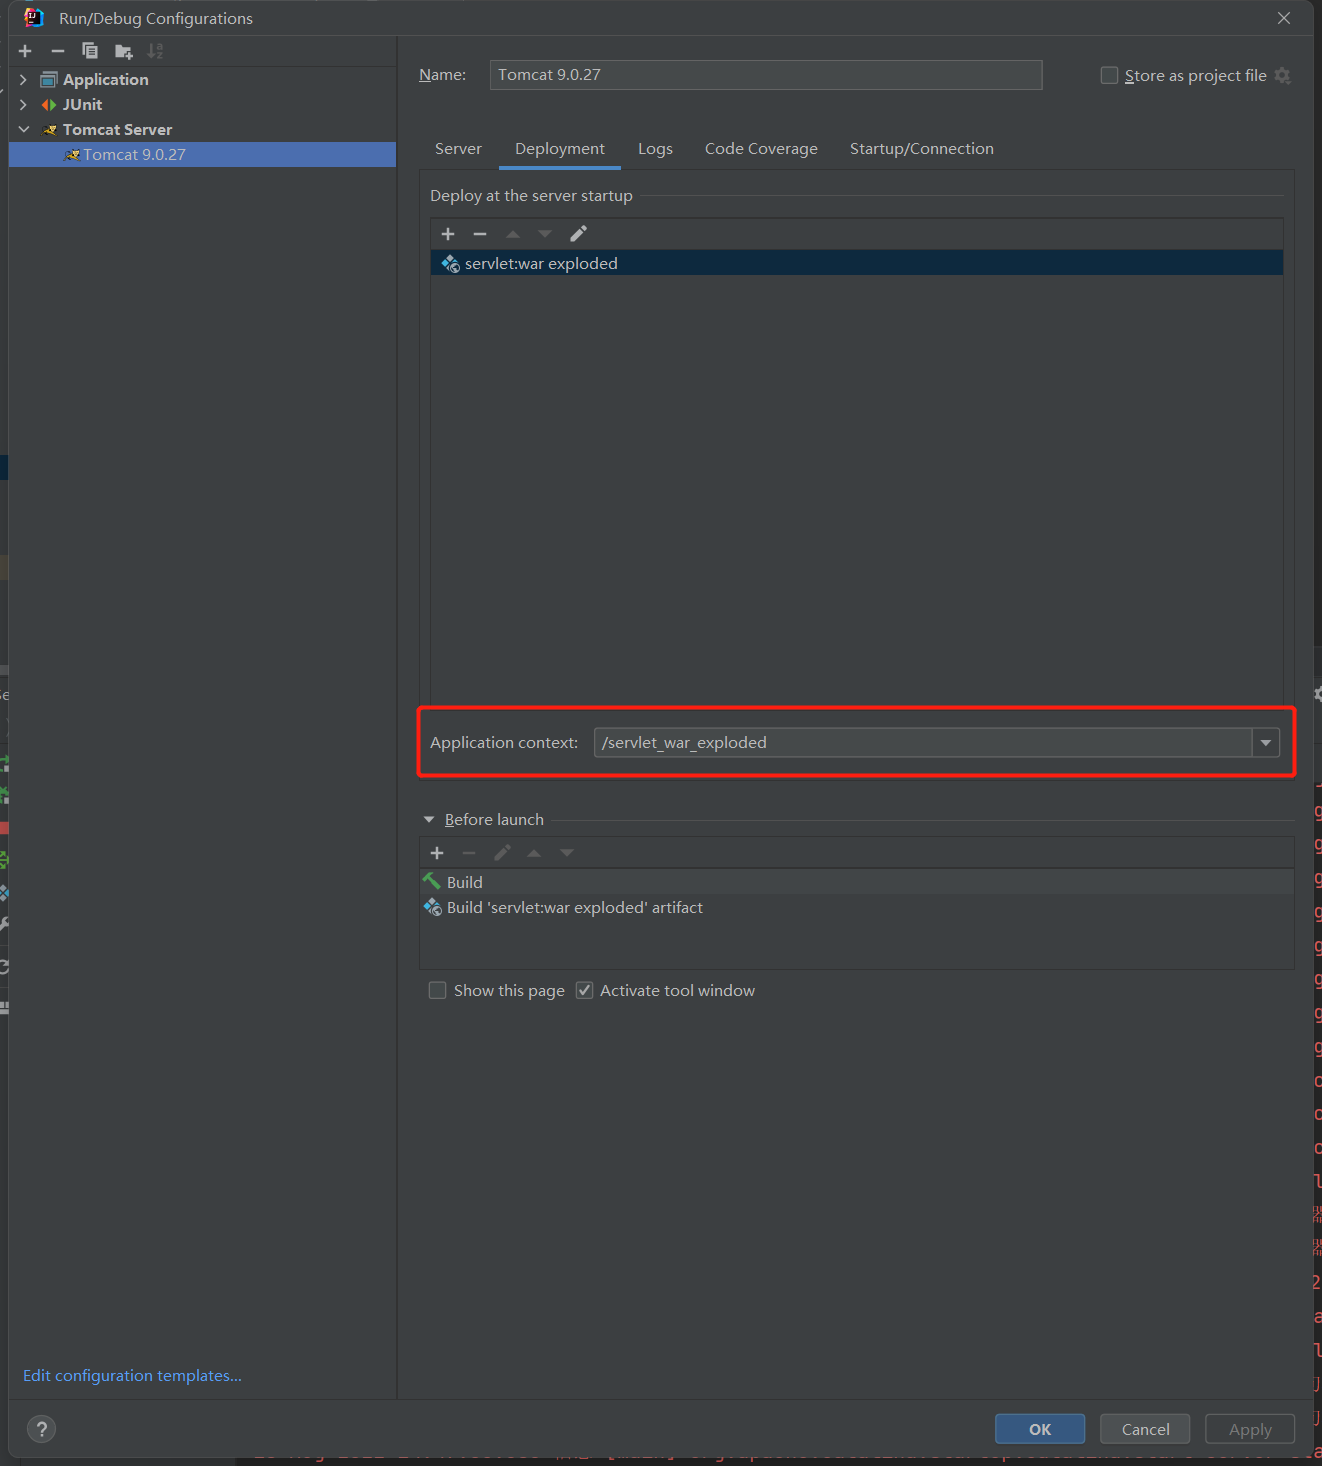 Run/Debug Configurations
Application
JUnit
Tomcat Server
Tomcat 9.0.27
Name:
Tomcat 9.0.27
Store as project file
Server
Deployment
Logs
Code Coverage
Startup/Connection
Deploy at the server startup
servlet:war exploded
Application context:
/servlet_war_exploded
Before launch
Build
Build 'servlet:war exploded' artifact
Show this page
Activate tool window
Edit configuration templates...
?
OK
Cancel
Apply